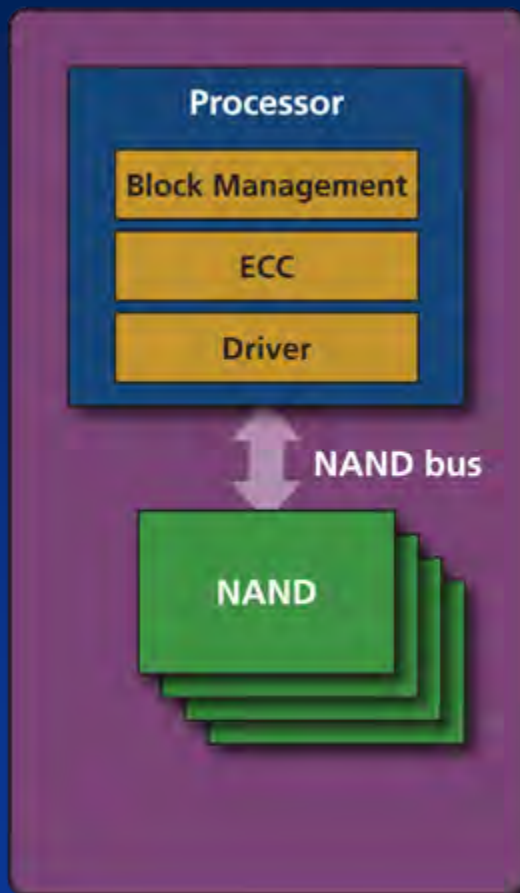 Processor
Block Management
ECC
Driver
NAND bus
NAND